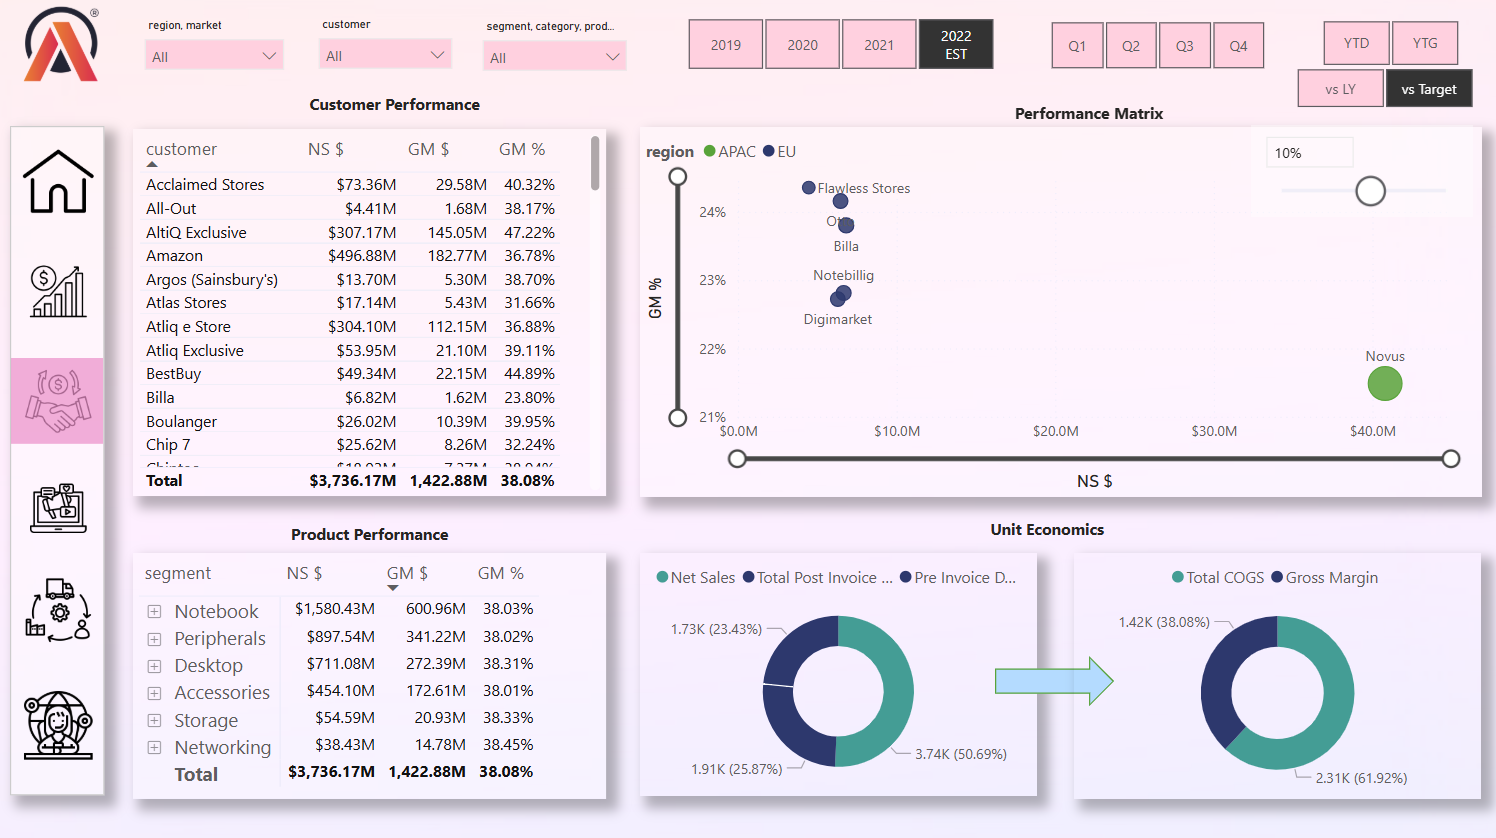 ®
region, market
customer
segment, category, prod...
All
All
All
2019
2020
2021
2022
EST
Q1
Q2
Q3
Q4
YTD
YTG
vs LY
vs Target
Customer Performance
customer NS $ GM $ GM %
Acclaimed Stores $73.36M 29.58M 40.32%
All-Out $4.41M 1.68M 38.17%
AltiQ Exclusive $307.17M 145.05M 47.22%
Amazon $496.88M 182.77M 36.78%
Argos (Sainsbury's) $13.70M 5.30M 38.70%
Atlas Stores $17.14M 5.43M 31.66%
Atliq e Store $304.10M 112.15M 36.88%
Atliq Exclusive $53.95M 21.10M 39.11%
BestBuy $49.34M 22.15M 44.89%
Billa $6.82M 1.62M 23.80%
Boulanger $26.02M 10.39M 39.95%
Chip 7 $25.62M 8.26M 32.24%
Total $3,736.17M 1,422.88M 38.08%
Performance Matrix
region APAC EU
10%
Flawless Stores
24%
Billa
23%
Notebillig
Digimarket
22%
Novus
21%
GM %
$0.0M $10.0M $20.0M $30.0M $40.0M
NS $
Product Performance
segment NS $ GM $ GM %
Notebook $1,580.43M 600.96M 38.03%
Peripherals $897.54M 341.22M 38.02%
Desktop $711.08M 272.39M 38.31%
Accessories $454.10M 172.61M 38.01%
Storage $54.59M 20.93M 38.33%
Networking $38.43M 14.78M 38.45%
Total $3,736.17M 1,422.88M 38.08%
Unit Economics
Net Sales Total Post Invoice ... Pre Invoice D...
1.73K (23.43%)
3.74K (50.69%)
1.91K (25.87%)
Total COGS Gross Margin
1.42K (38.08%)
2.31K (61.92%)